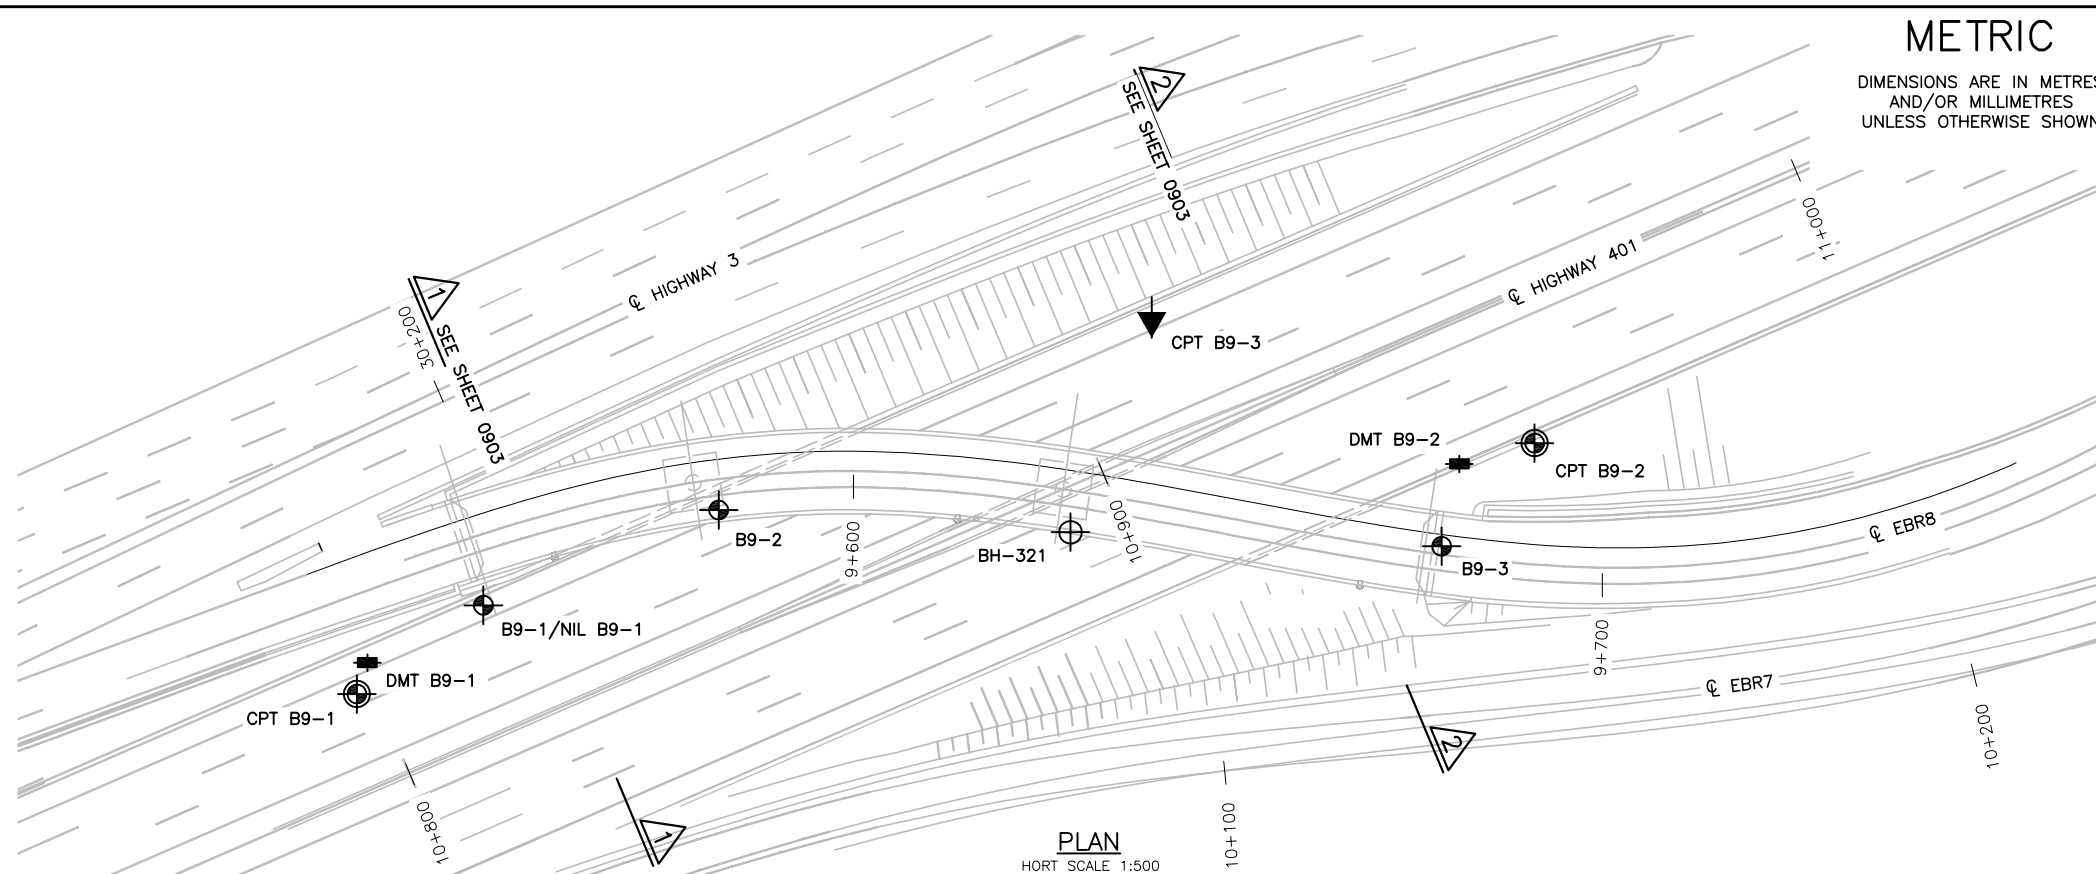 METRIC
DIMENSIONS ARE IN METRES
AND/OR MILLIMETRES
UNLESS OTHERWISE SHOWN
2
SEE SHEET 0903
11+000
℄ HIGHWAY 3
℄ HIGHWAY 401
1
30+200
SEE SHEET 0903
CPT B9-3
DMT B9-2
CPT B9-2
B9-2
9+600
BH-321
10+900
B9-3
℄ EBR8
B9-1/NIL B9-1
9+700
DMT B9-1
CPT B9-1
℄ EBR7
2
10+200
10+800
1
10+100
PLAN
HORT SCALE 1:500